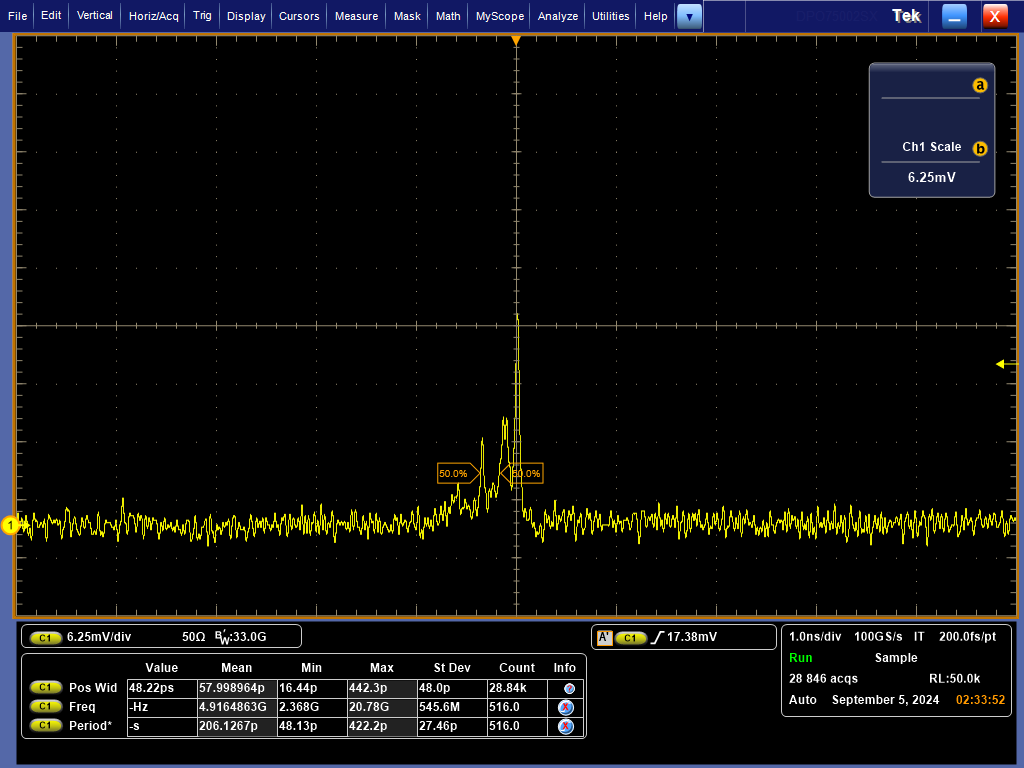 File Edit Vertical Horiz/Acq Trig Display Cursors Measure Mask Math MyScope Analyze Utilities Help Tek X
a
Ch1 Scale b
6.25mV
50.0% 50.0%
1
C1 6.25mV/div 50Ω BW:33.0G
A' C1 17.38mV
Value Mean Min Max St Dev Count Info
C1 Pos Wid 48.22ps 57.998964p 16.44p 442.3p 48.0p 28.84k
C1 Freq -Hz 4.9164863G 2.368G 20.78G 545.6M 516.0
C1 Period* -s 206.1267p 48.13p 422.2p 27.46p 516.0
1.0ns/div 100GS/s IT 200.0fs/pt
Run Sample
28 846 acqs RL:50.0k
Auto September 5, 2024 02:33:52